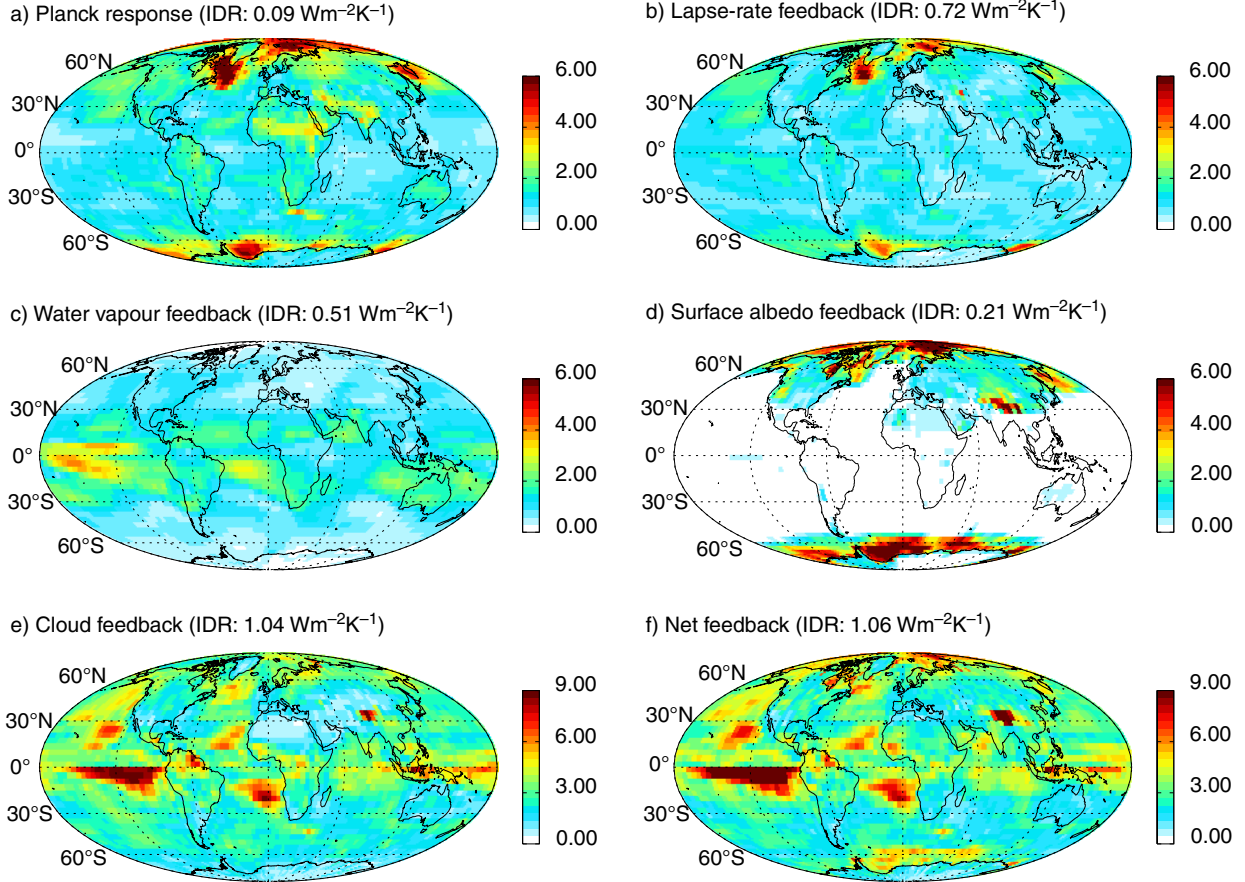 a) Planck response (IDR: 0.09 Wm−2K−1)
60°N
30°N
0°
30°S
60°S
6.00
4.00
2.00
0.00
b) Lapse-rate feedback (IDR: 0.72 Wm−2K−1)
60°N
30°N
0°
30°S
60°S
6.00
4.00
2.00
0.00
c) Water vapour feedback (IDR: 0.51 Wm−2K−1)
60°N
30°N
0°
30°S
60°S
6.00
4.00
2.00
0.00
d) Surface albedo feedback (IDR: 0.21 Wm−2K−1)
60°N
30°N
0°
30°S
60°S
6.00
4.00
2.00
0.00
e) Cloud feedback (IDR: 1.04 Wm−2K−1)
60°N
30°N
0°
30°S
60°S
9.00
6.00
3.00
0.00
f) Net feedback (IDR: 1.06 Wm−2K−1)
60°N
30°N
0°
30°S
60°S
9.00
6.00
3.00
0.00